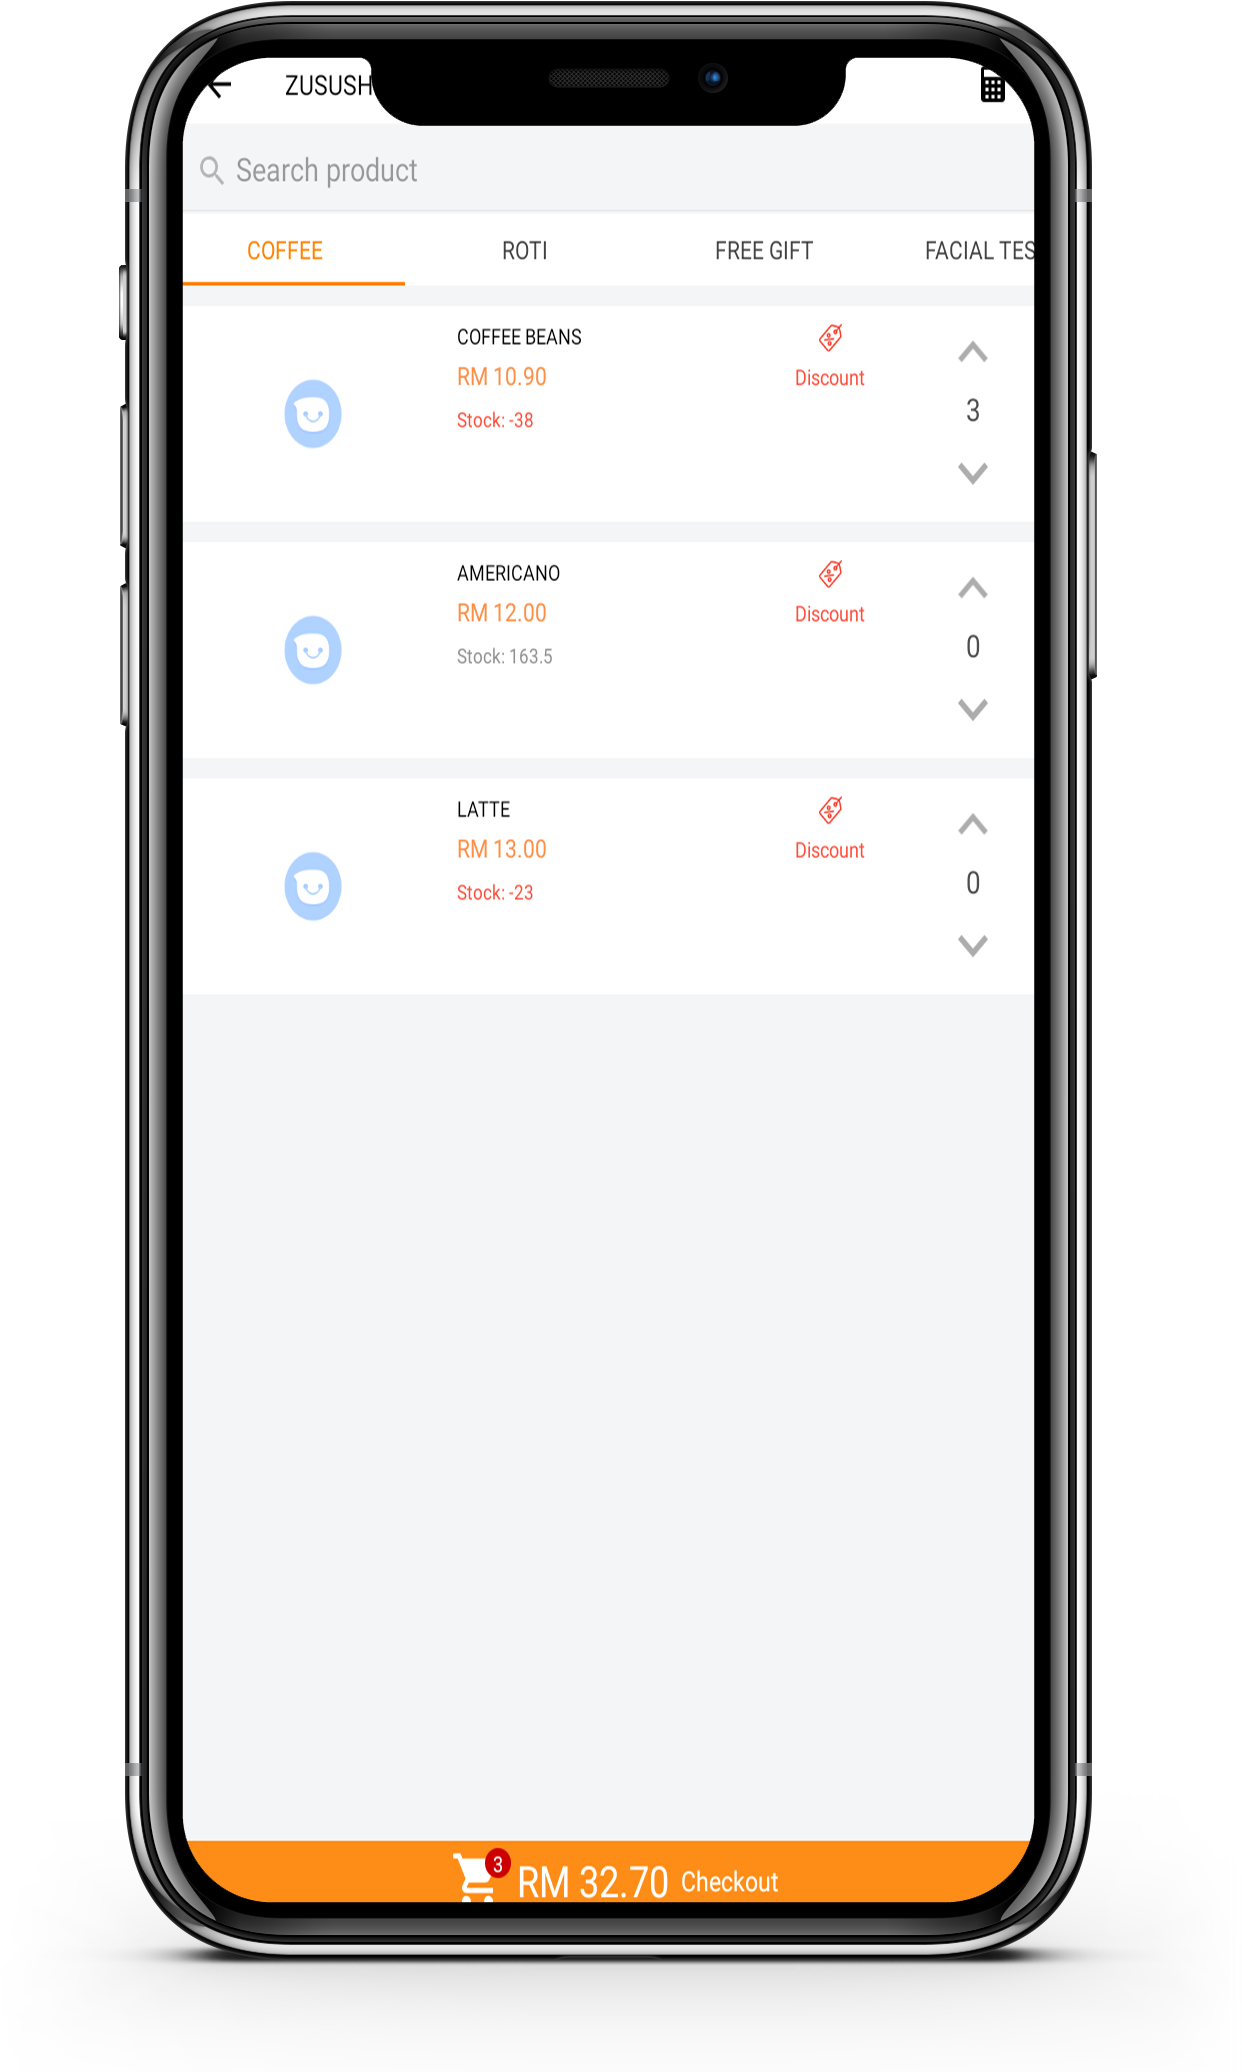 ZUSUSH
Search product
COFFEE ROTI FREE GIFT FACIAL TES
COFFEE BEANS
RM 10.90
Stock: -38
Discount
3
AMERICANO
RM 12.00
Stock: 163.5
Discount
0
LATTE
RM 13.00
Stock: -23
Discount
0
3 RM 32.70 Checkout